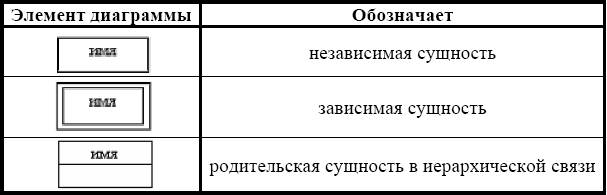 Элемент диаграммы Обозначает
имя независимая сущность
имя зависимая сущность
имя
родительская сущность в иерархической связи